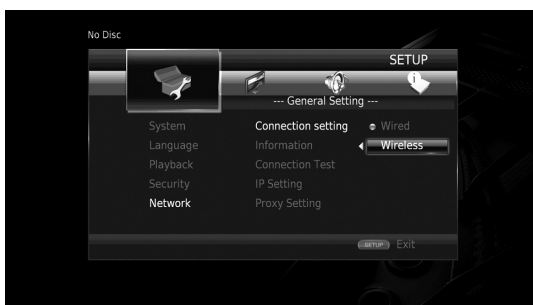 No Disc
SETUP
--- General Setting ---
System
Connection setting
Wired
Language
Information
Wireless
Playback
Connection Test
Security
IP Setting
Network
Proxy Setting
SETUP Exit